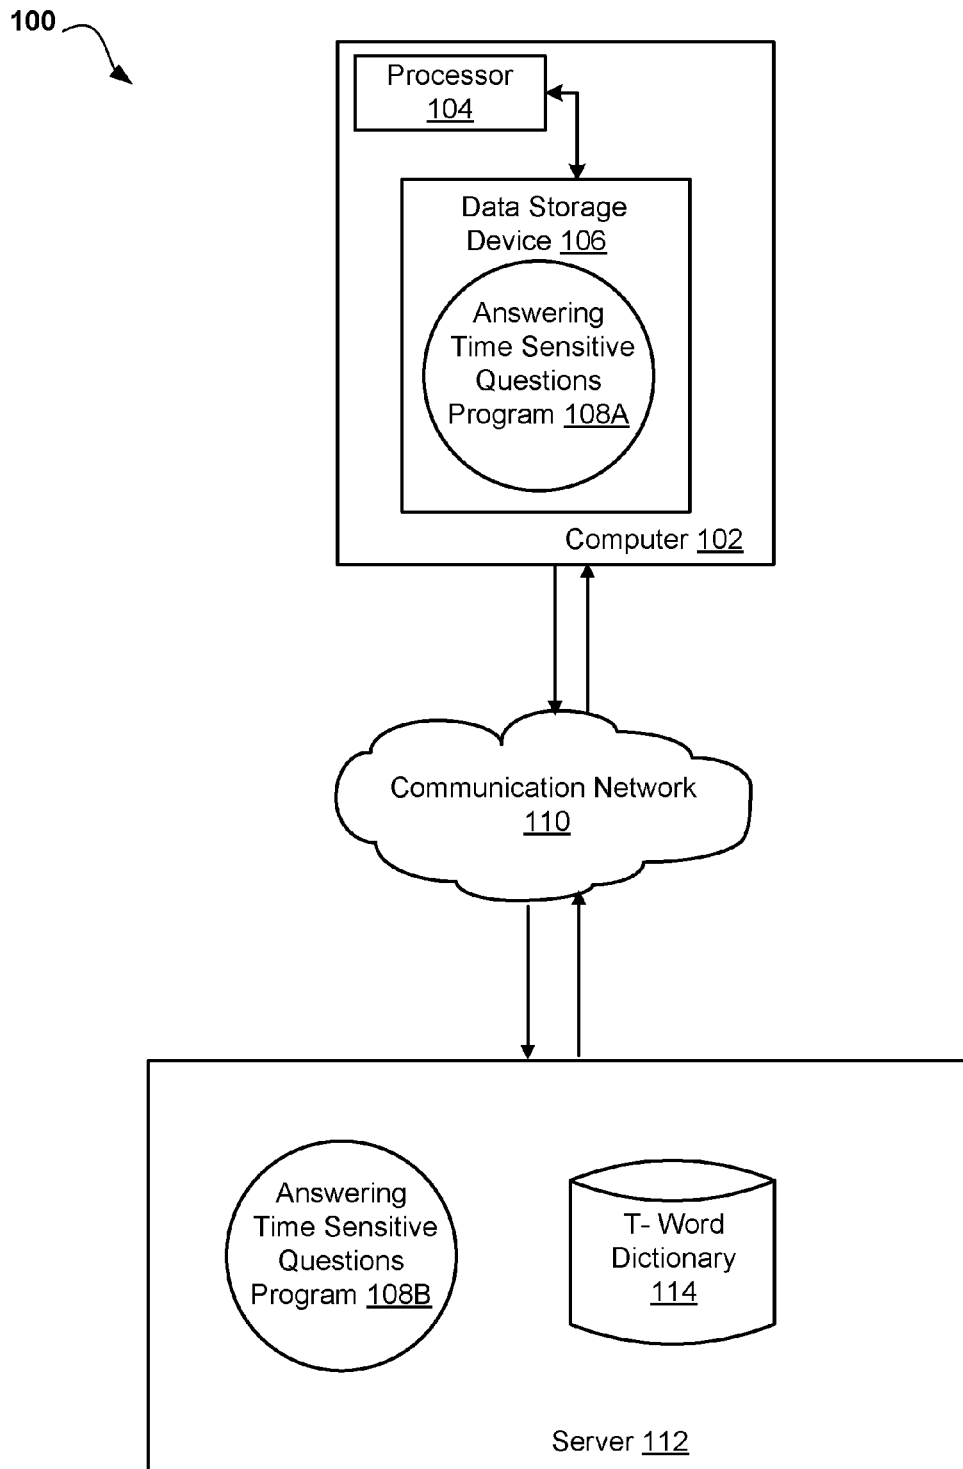 100
Processor
104
Data Storage
Device 106
Answering
Time Sensitive
Questions
Program 108A
Computer 102
Communication Network
110
Answering
Time Sensitive
Questions
Program 108B
T- Word
Dictionary
114
Server 112